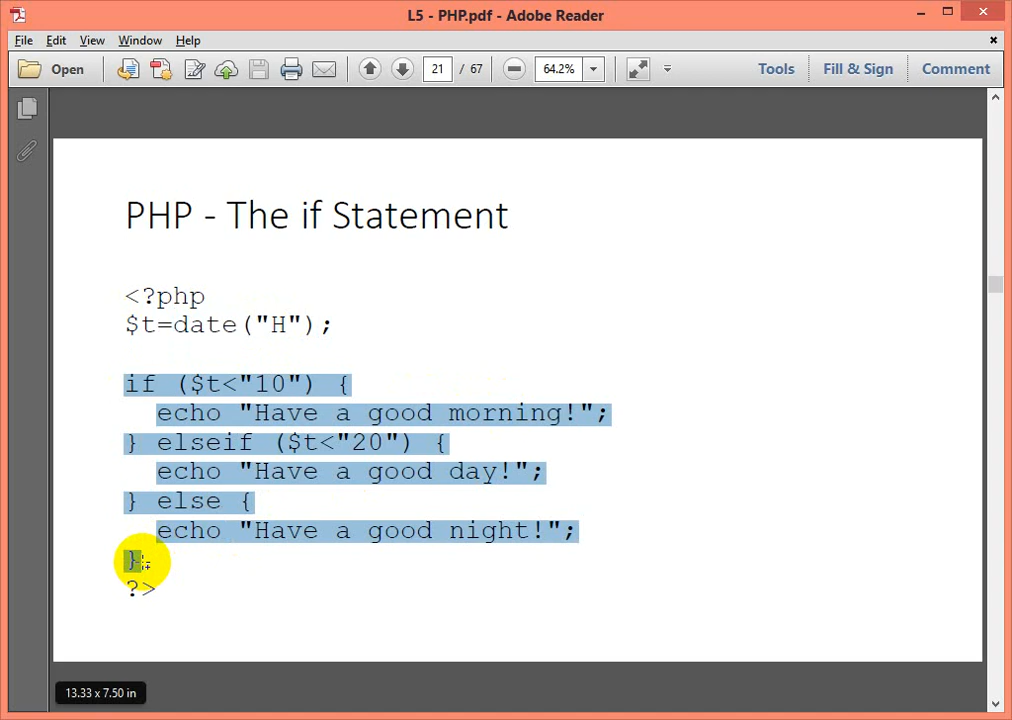 L5 - PHP.pdf - Adobe Reader
File Edit View Window Help
Open 21 / 67 64.2% Tools Fill & Sign Comment
PHP - The if Statement
<?php
$t=date("H");
if ($t<"10") {
echo "Have a good morning!";
} elseif ($t<"20") {
echo "Have a good day!";
} else {
echo "Have a good night!";
}
?>
13.33 x 7.50 in